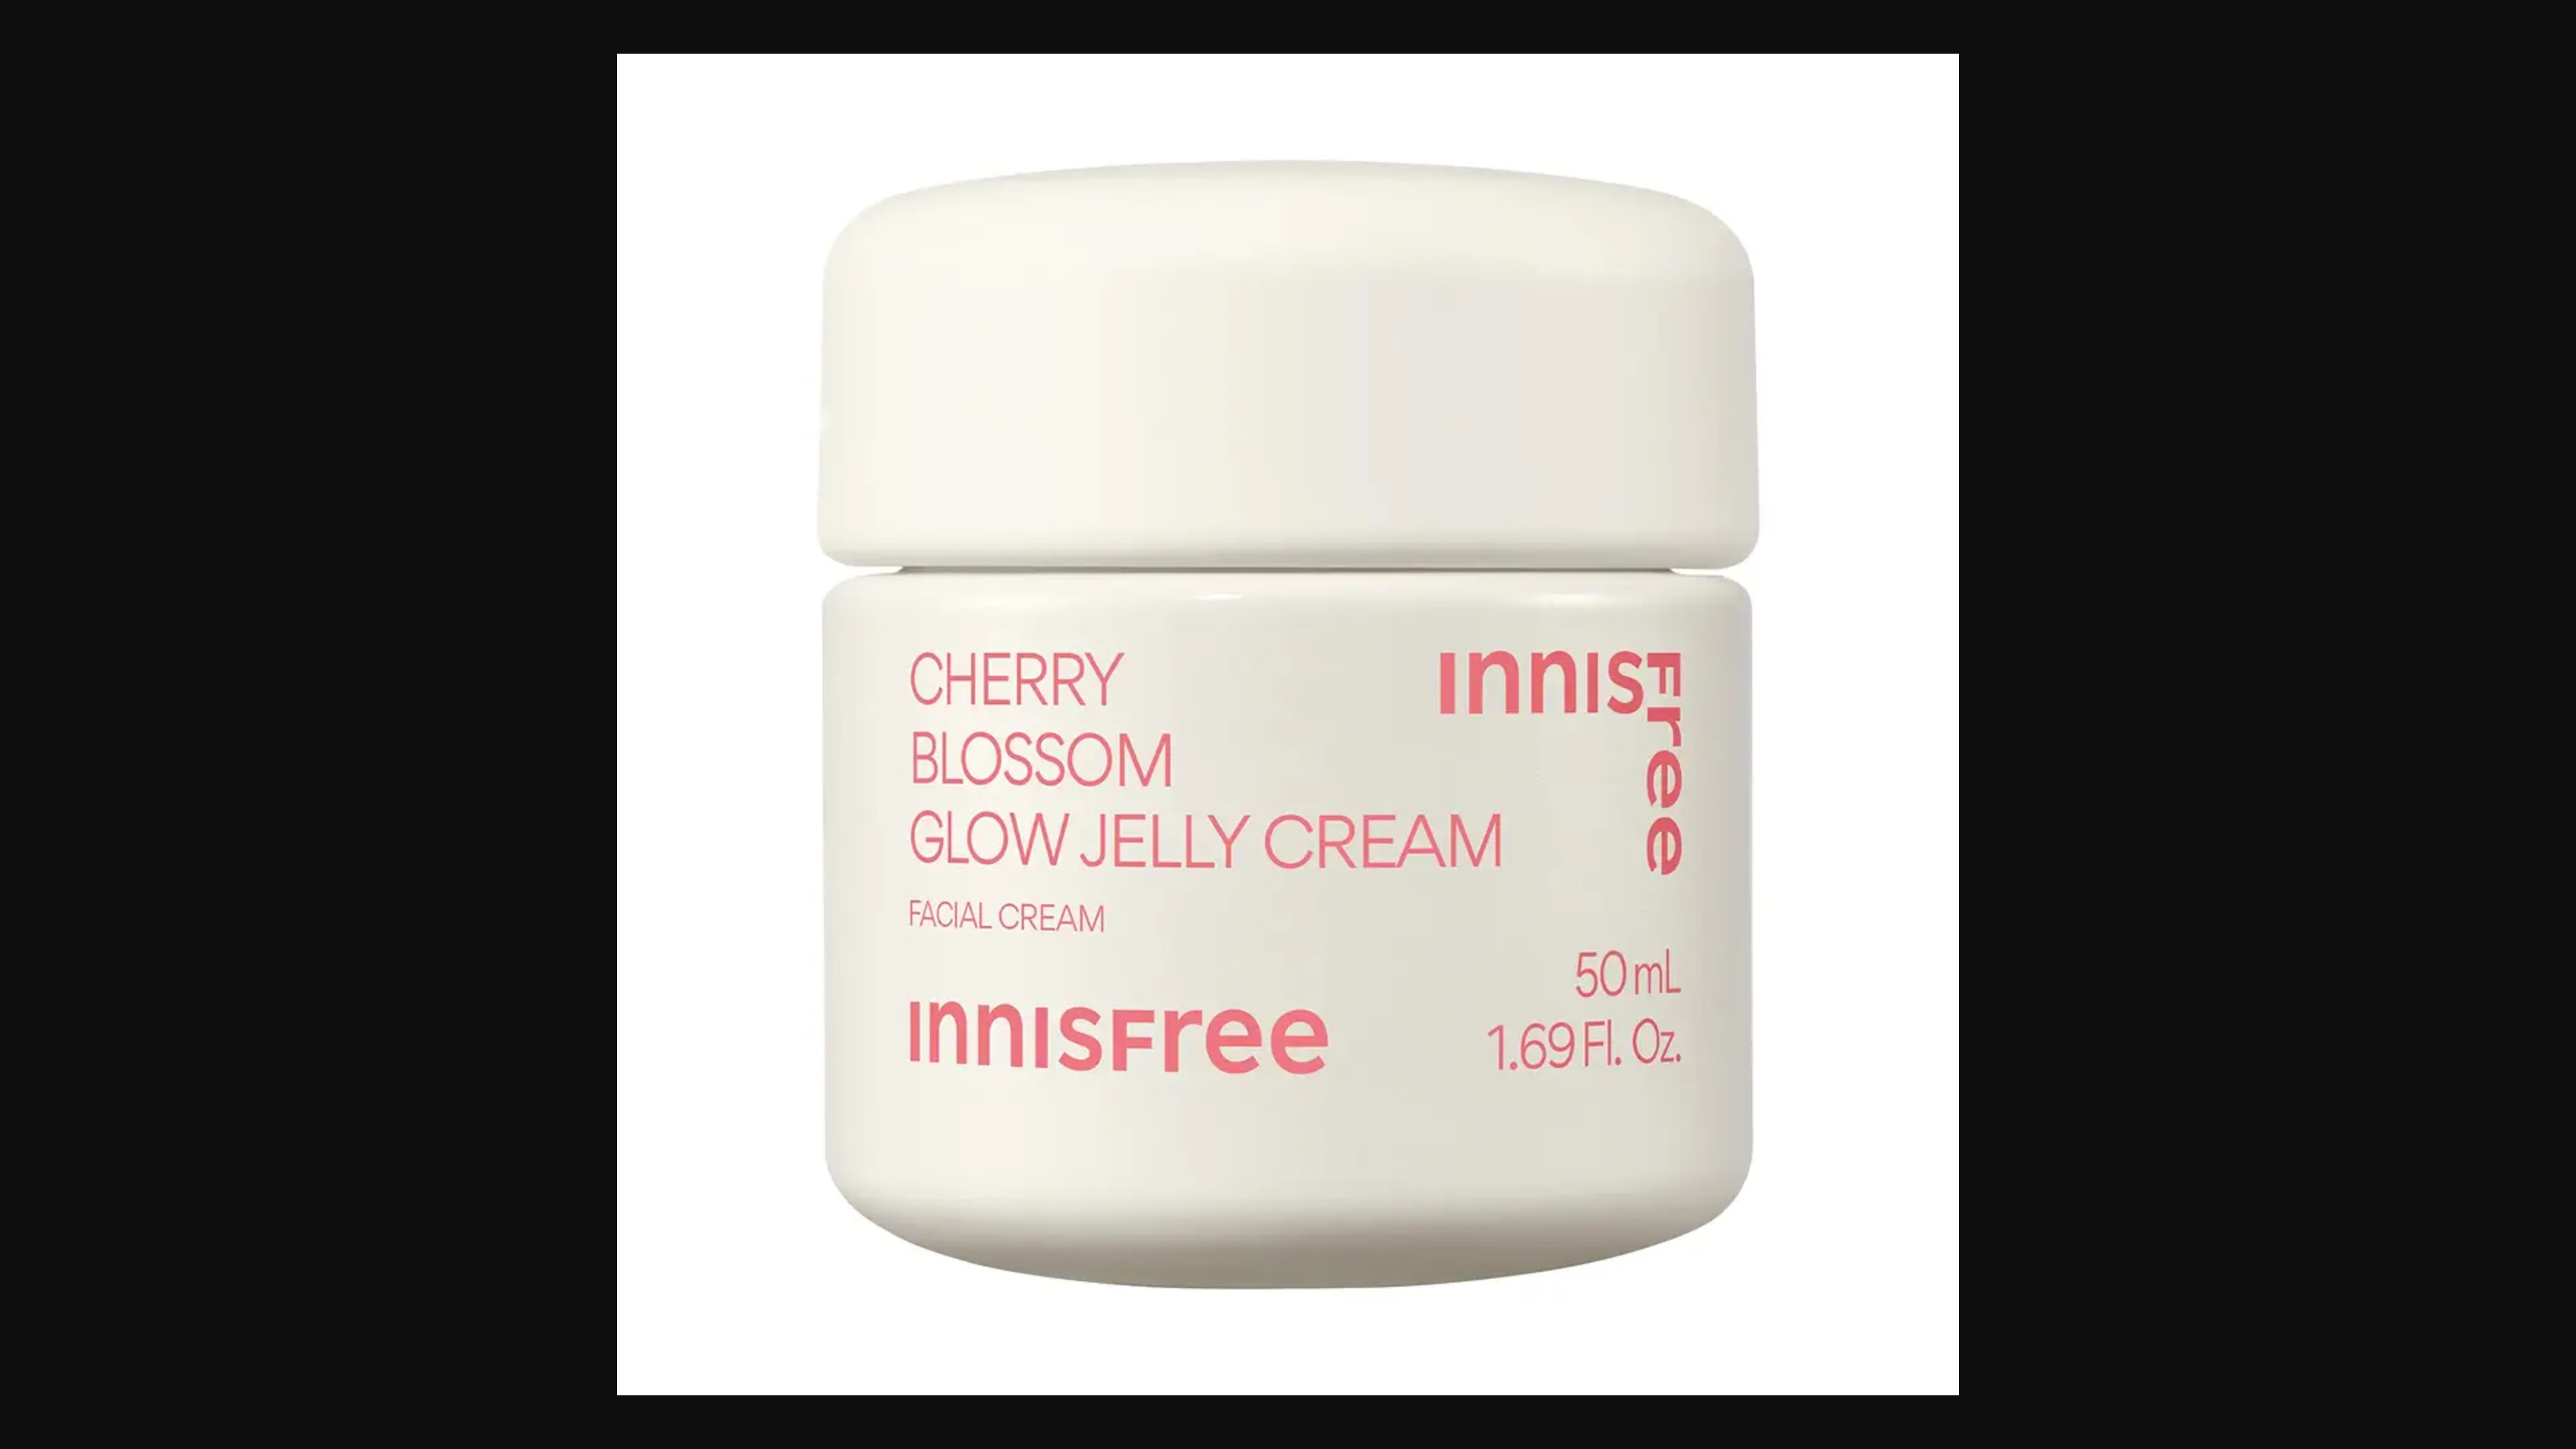 CHERRY
BLOSSOM
GLOW JELLY CREAM
FACIAL CREAM
INNISFree
INNISFree
50 mL
1.69 Fl. Oz.